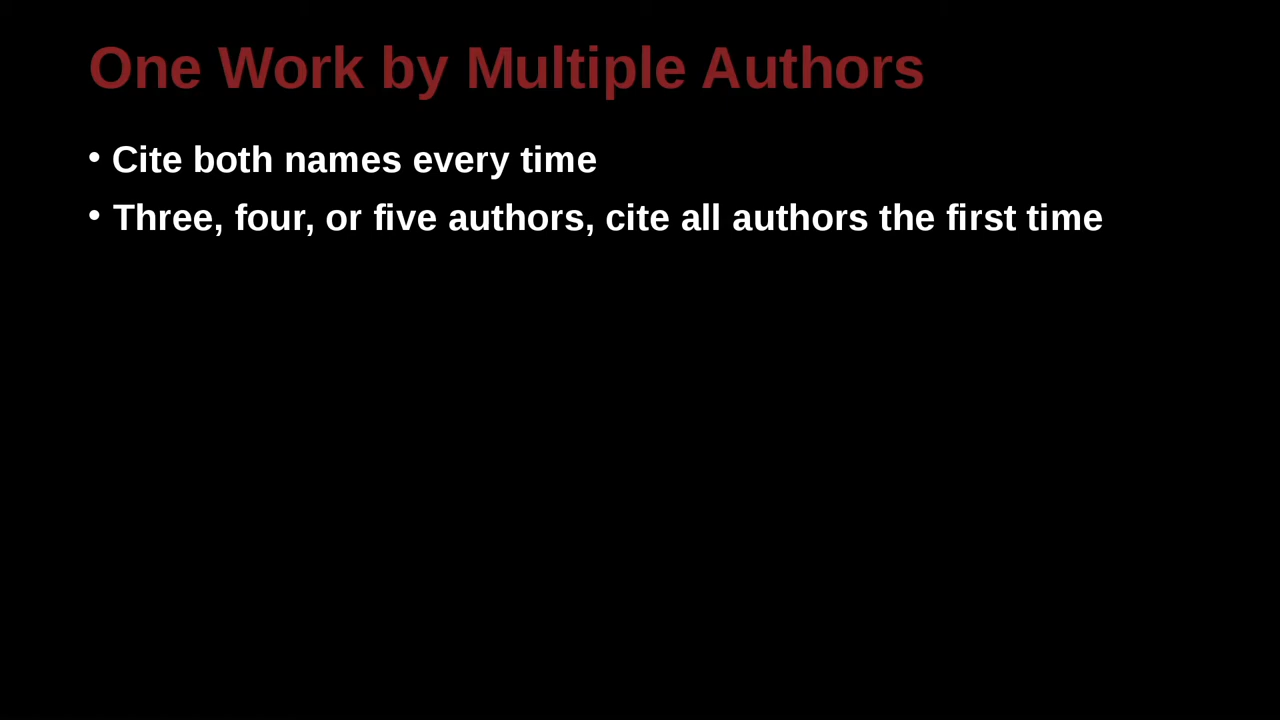 One Work by Multiple Authors
• Cite both names every time
• Three, four, or five authors, cite all authors the first time